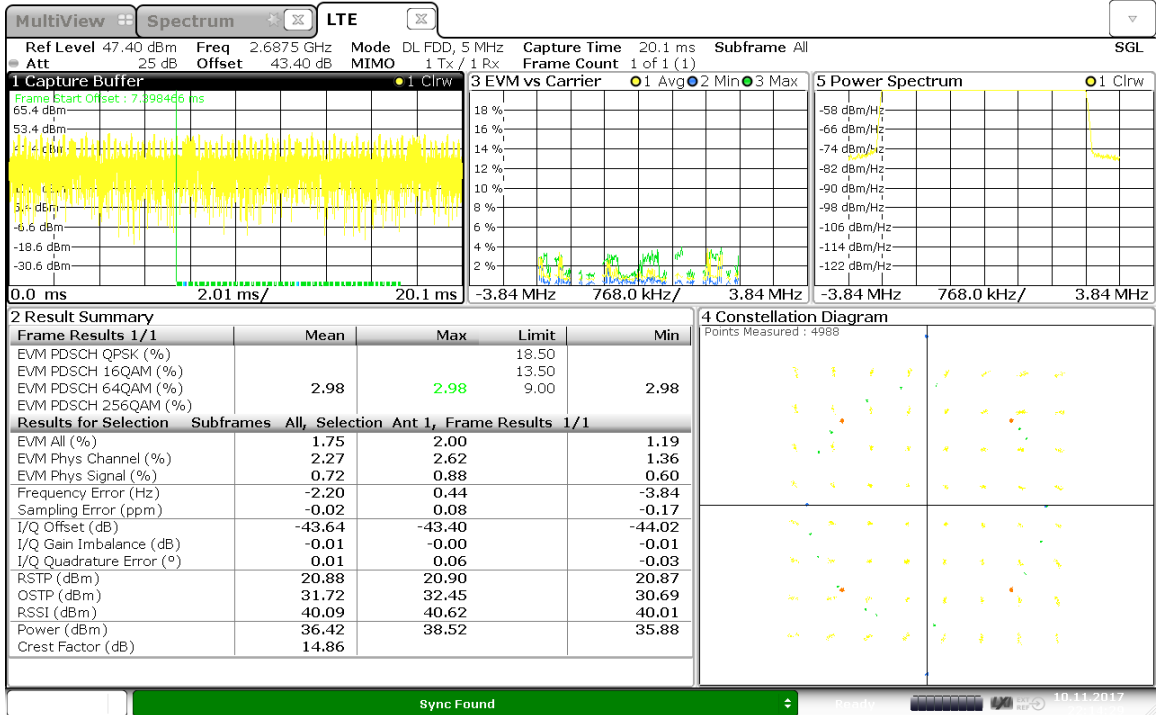 MultiView Spectrum LTE
Ref Level 47.40 dBm Freq 2.6875 GHz Mode DL FDD, 5 MHz Capture Time 20.1 ms Subframe All SGL
Att 25 dB Offset 43.40 dB MIMO 1 Tx / 1 Rx Frame Count 1 of 1 (1)
1 Capture Buffer 1 Clrw
Frame Start Offset : 7.398466 ms
65.4 dBm
53.4 dBm
-6.6 dBm
-18.6 dBm
-30.6 dBm
0.0 ms 2.01 ms/ 20.1 ms
3 EVM vs Carrier 1 Avg 2 Min 3 Max
18 %
16 %
14 %
12 %
10 %
8 %
6 %
4 %
2 %
-3.84 MHz 768.0 kHz/ 3.84 MHz
5 Power Spectrum 1 Clrw
-58 dBm/Hz
-66 dBm/Hz
-74 dBm/Hz
-82 dBm/Hz
-90 dBm/Hz
-98 dBm/Hz
-106 dBm/Hz
-114 dBm/Hz
-122 dBm/Hz
-3.84 MHz 768.0 kHz/ 3.84 MHz
2 Result Summary
Frame Results 1/1 Mean Max Limit Min
EVM PDSCH QPSK (%) 18.50
EVM PDSCH 16QAM (%) 13.50
EVM PDSCH 64QAM (%) 2.98 2.98 9.00 2.98
EVM PDSCH 256QAM (%)
Results for Selection Subframes All, Selection Ant 1, Frame Results 1/1
EVM All (%) 1.75 2.00 1.19
EVM Phys Channel (%) 2.27 2.62 1.36
EVM Phys Signal (%) 0.72 0.88 0.60
Frequency Error (Hz) -2.20 0.44 -3.84
Sampling Error (ppm) -0.02 0.08 -0.17
I/Q Offset (dB) -43.64 -43.40 -44.02
I/Q Gain Imbalance (dB) -0.01 -0.00 -0.01
I/Q Quadrature Error (º) 0.01 0.06 -0.03
RSTP (dBm) 20.88 20.90 20.87
OSTP (dBm) 31.72 32.45 30.69
RSSI (dBm) 40.09 40.62 40.01
Power (dBm) 36.42 38.52 35.88
Crest Factor (dB) 14.86
4 Constellation Diagram
Points Measured : 4988
Sync Found Ready LXI EXT REF 10.11.2017